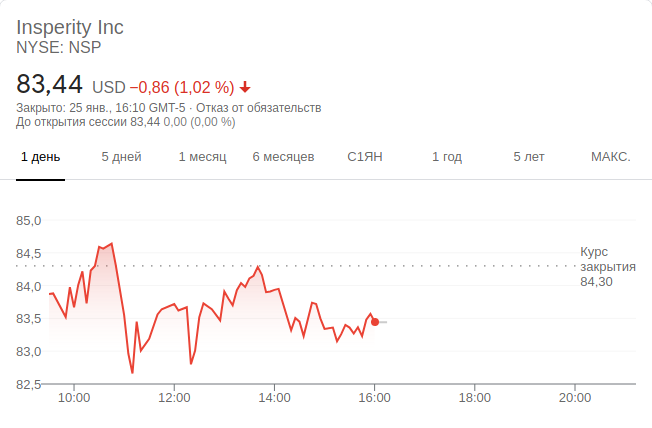 Insperity Inc
NYSE: NSP
83,44 USD −0,86 (1,02 %)
Закрыто: 25 янв., 16:10 GMT-5 · Отказ от обязательств
До открытия сессии 83,44 0,00 (0,00 %)
1 день 5 дней 1 месяц 6 месяцев С1ЯН 1 год 5 лет МАКС.
85,0
84,5
84,0
83,5
83,0
82,5
Курс
закрытия
84,30
10:00 12:00 14:00 16:00 18:00 20:00